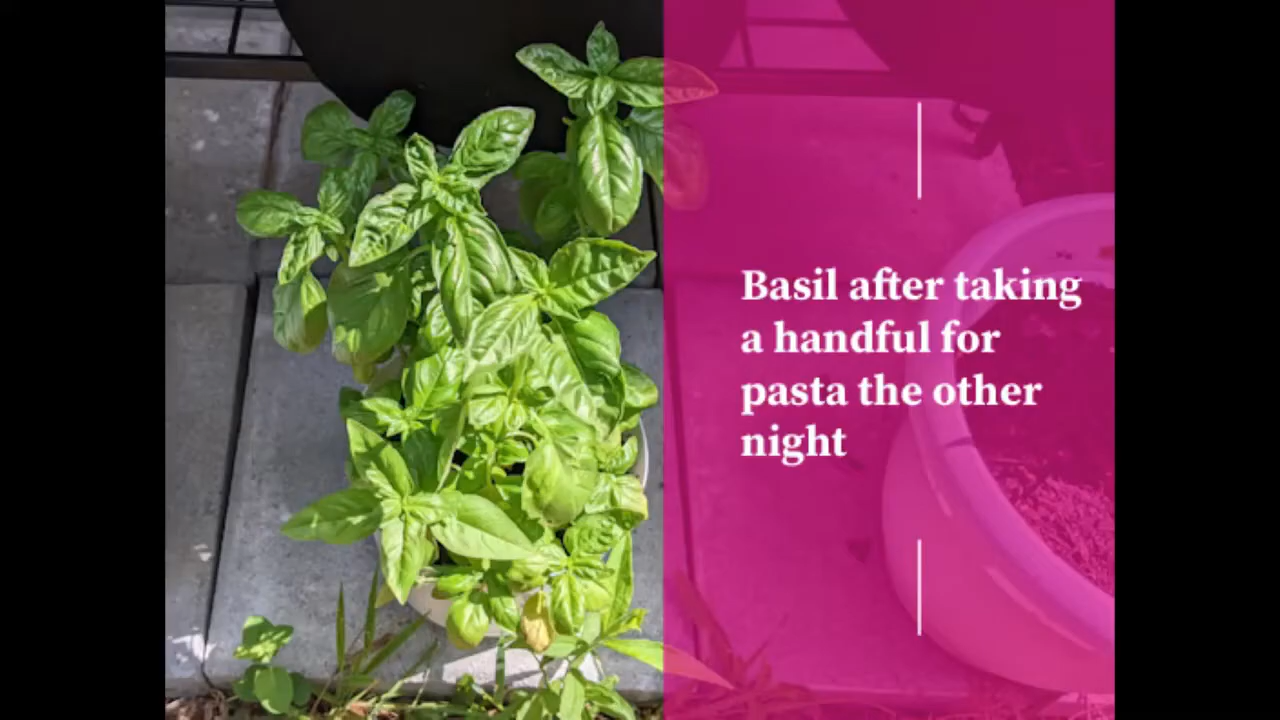 Basil after taking
a handful for
pasta the other
night